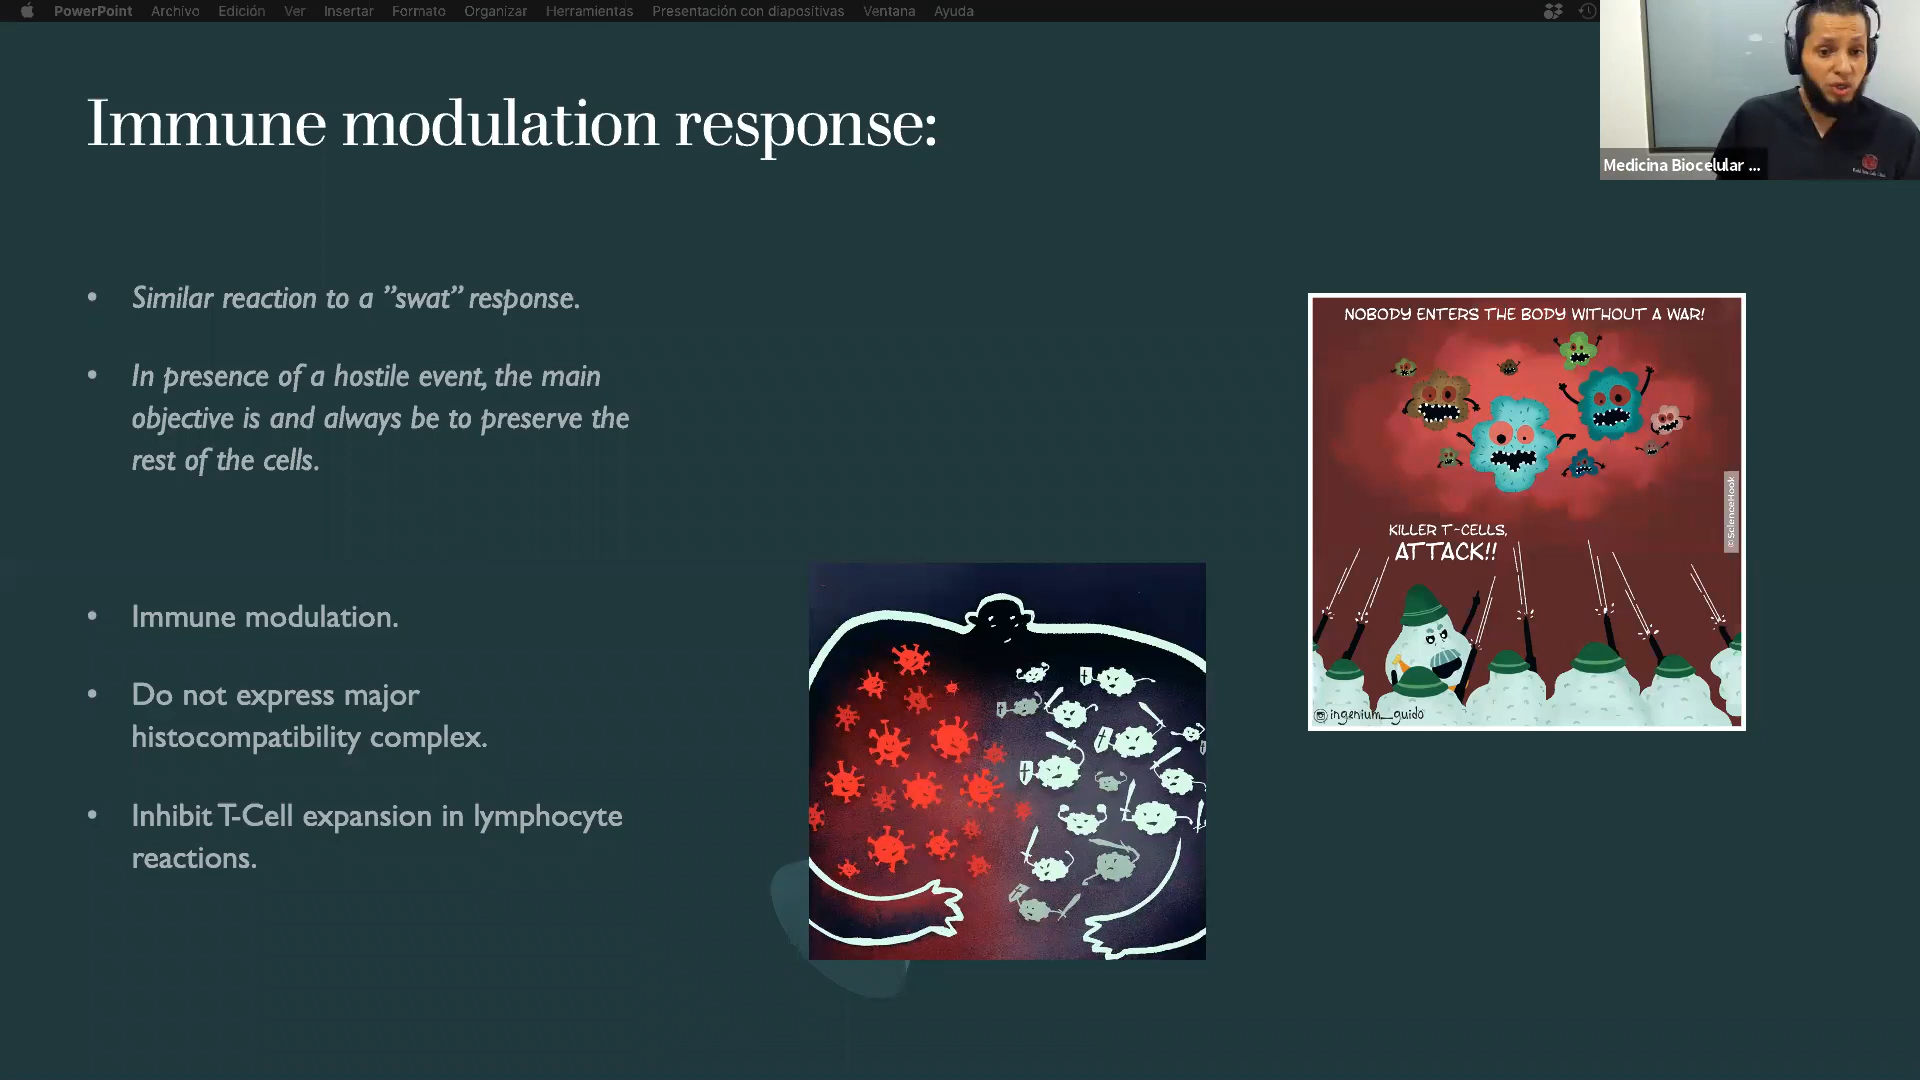 PowerPoint Archivo Edición Ver Insertar Formato Organizar Herramientas Presentación con diapositivas Ventana Ayuda
Medicina Biocelular ...
Immune modulation response:
• Similar reaction to a ”swat” response.
• In presence of a hostile event, the main
objective is and always be to preserve the
rest of the cells.
• Immune modulation.
• Do not express major
histocompatibility complex.
• Inhibit T-Cell expansion in lymphocyte
reactions.
NOBODY ENTERS THE BODY WITHOUT A WAR!
©ScienceHook
KILLER T-CELLS,
ATTACK!!
ingenium_guido